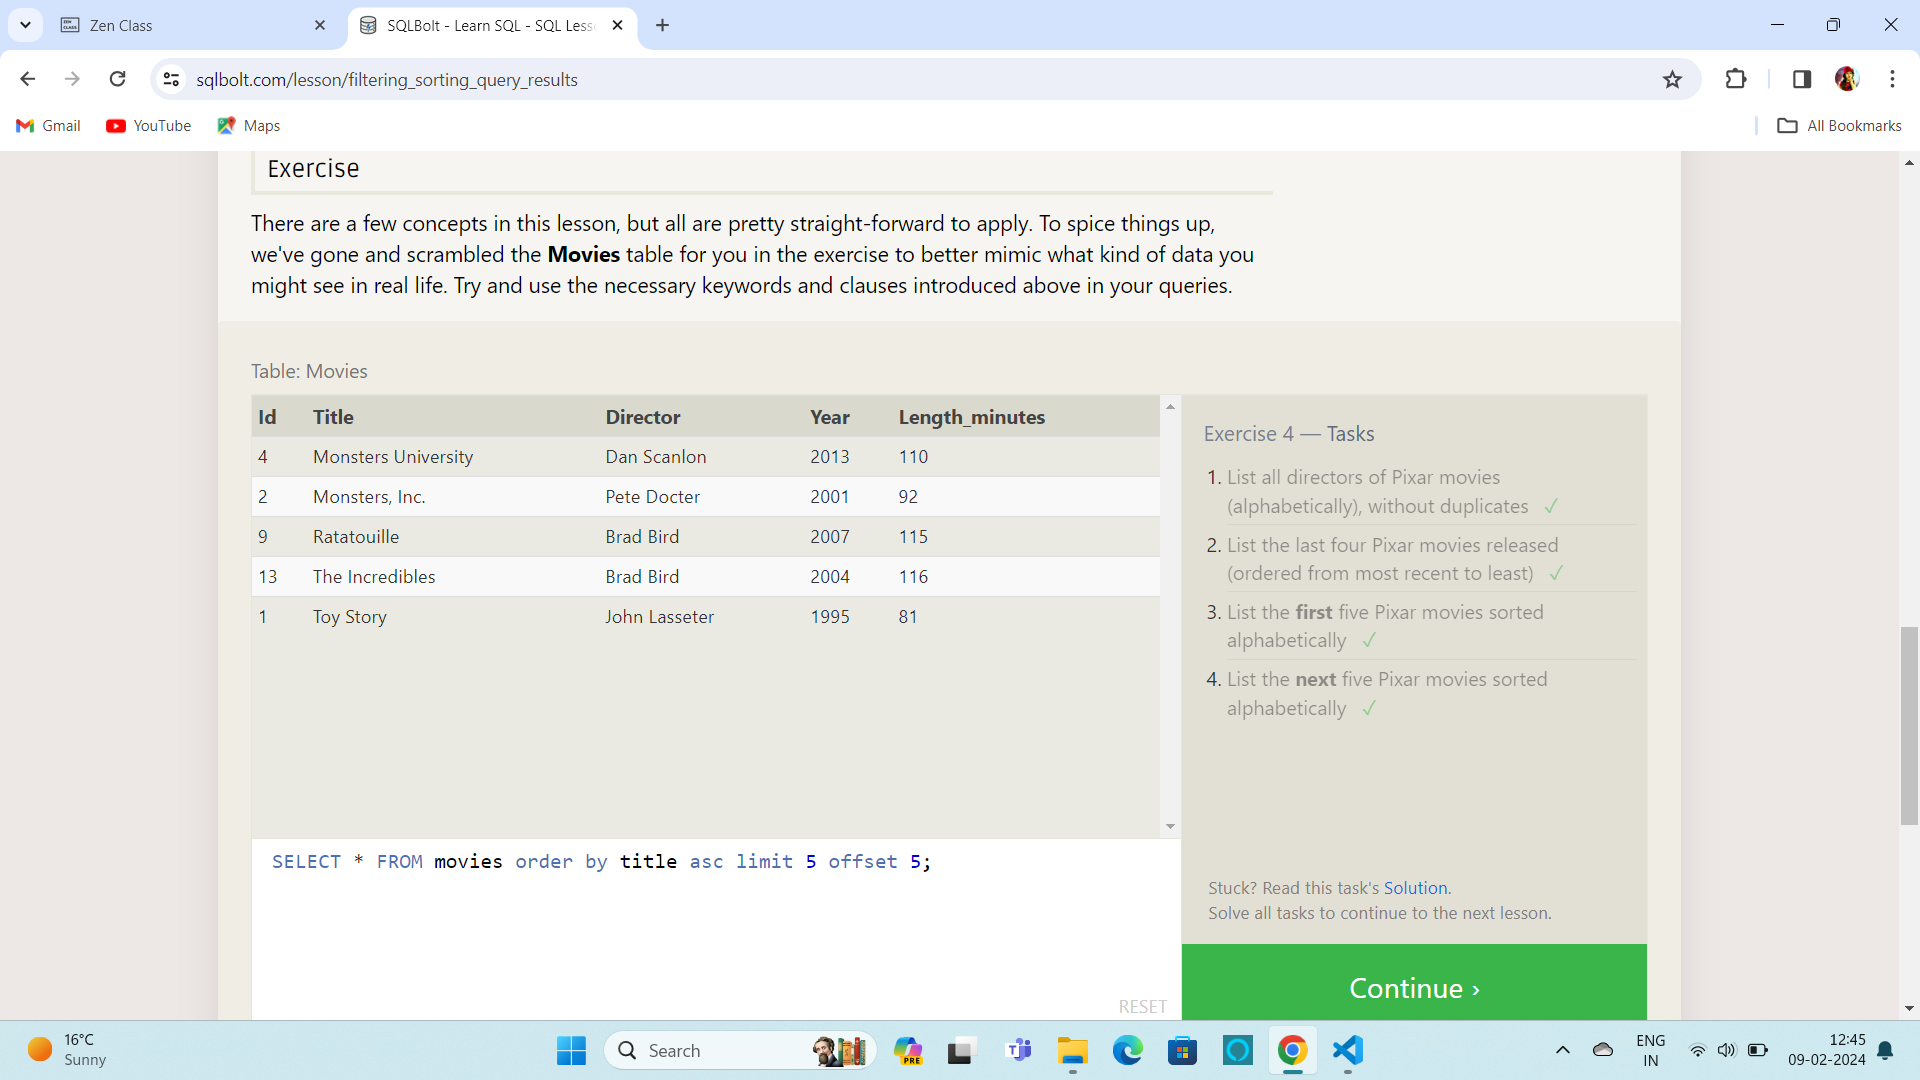 Zen Class
SQLBolt - Learn SQL - SQL Less
sqlbolt.com/lesson/filtering_sorting_query_results
Gmail
YouTube
Maps
All Bookmarks
Exercise
There are a few concepts in this lesson, but all are pretty straight-forward to apply. To spice things up,
we've gone and scrambled the Movies table for you in the exercise to better mimic what kind of data you
might see in real life. Try and use the necessary keywords and clauses introduced above in your queries.
Table: Movies
Id Title Director Year Length_minutes
4 Monsters University Dan Scanlon 2013 110
2 Monsters, Inc. Pete Docter 2001 92
9 Ratatouille Brad Bird 2007 115
13 The Incredibles Brad Bird 2004 116
1 Toy Story John Lasseter 1995 81
SELECT * FROM movies order by title asc limit 5 offset 5;
RESET
Exercise 4 — Tasks
1. List all directors of Pixar movies
(alphabetically), without duplicates ✓
2. List the last four Pixar movies released
(ordered from most recent to least) ✓
3. List the first five Pixar movies sorted
alphabetically ✓
4. List the next five Pixar movies sorted
alphabetically ✓
Stuck? Read this task's Solution.
Solve all tasks to continue to the next lesson.
Continue ›
16°C
Sunny
Search
PRE
ENG
IN
12:45
09-02-2024